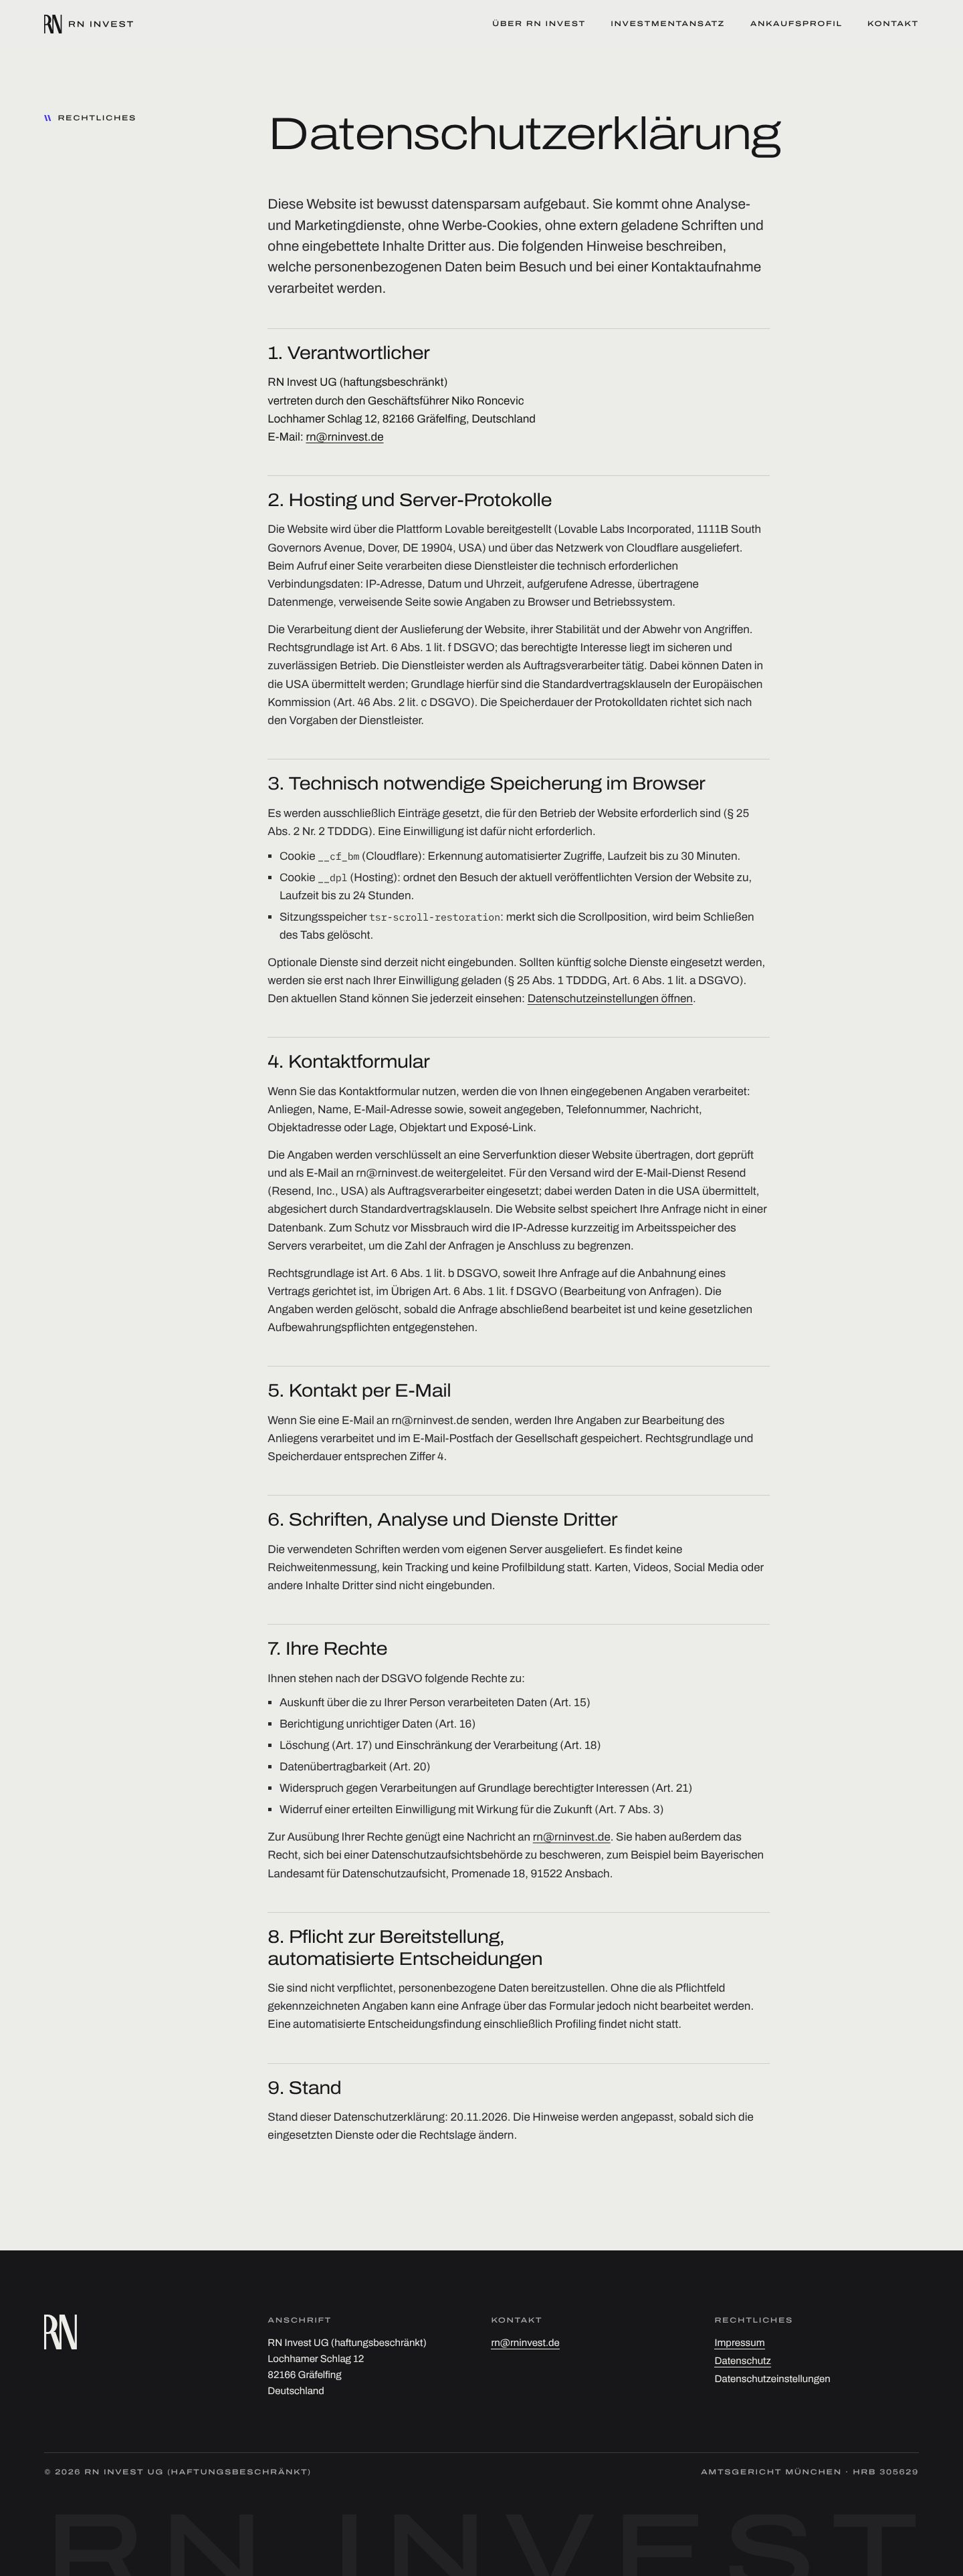 RN RN INVEST
ÜBER RN INVEST INVESTMENTANSATZ ANKAUFSPROFIL KONTAKT
\\ RECHTLICHES
Datenschutzerklärung
Diese Website ist bewusst datensparsam aufgebaut. Sie kommt ohne Analyse-
und Marketingdienste, ohne Werbe-Cookies, ohne extern geladene Schriften und
ohne eingebettete Inhalte Dritter aus. Die folgenden Hinweise beschreiben,
welche personenbezogenen Daten beim Besuch und bei einer Kontaktaufnahme
verarbeitet werden.
1. Verantwortlicher
RN Invest UG (haftungsbeschränkt)
vertreten durch den Geschäftsführer Niko Roncevic
Lochhamer Schlag 12, 82166 Gräfelfing, Deutschland
E-Mail: rn@rninvest.de
2. Hosting und Server-Protokolle
Die Website wird über die Plattform Lovable bereitgestellt (Lovable Labs Incorporated, 1111B South
Governors Avenue, Dover, DE 19904, USA) und über das Netzwerk von Cloudflare ausgeliefert.
Beim Aufruf einer Seite verarbeiten diese Dienstleister die technisch erforderlichen
Verbindungsdaten: IP-Adresse, Datum und Uhrzeit, aufgerufene Adresse, übertragene
Datenmenge, verweisende Seite sowie Angaben zu Browser und Betriebssystem.
Die Verarbeitung dient der Auslieferung der Website, ihrer Stabilität und der Abwehr von Angriffen.
Rechtsgrundlage ist Art. 6 Abs. 1 lit. f DSGVO; das berechtigte Interesse liegt im sicheren und
zuverlässigen Betrieb. Die Dienstleister werden als Auftragsverarbeiter tätig. Dabei können Daten in
die USA übermittelt werden; Grundlage hierfür sind die Standardvertragsklauseln der Europäischen
Kommission (Art. 46 Abs. 2 lit. c DSGVO). Die Speicherdauer der Protokolldaten richtet sich nach
den Vorgaben der Dienstleister.
3. Technisch notwendige Speicherung im Browser
Es werden ausschließlich Einträge gesetzt, die für den Betrieb der Website erforderlich sind (§ 25
Abs. 2 Nr. 2 TDDDG). Eine Einwilligung ist dafür nicht erforderlich.
▪ Cookie __cf_bm (Cloudflare): Erkennung automatisierter Zugriffe, Laufzeit bis zu 30 Minuten.
▪ Cookie __dpl (Hosting): ordnet den Besuch der aktuell veröffentlichten Version der Website zu,
Laufzeit bis zu 24 Stunden.
▪ Sitzungsspeicher tsr-scroll-restoration: merkt sich die Scrollposition, wird beim Schließen
des Tabs gelöscht.
Optionale Dienste sind derzeit nicht eingebunden. Sollten künftig solche Dienste eingesetzt werden,
werden sie erst nach Ihrer Einwilligung geladen (§ 25 Abs. 1 TDDDG, Art. 6 Abs. 1 lit. a DSGVO).
Den aktuellen Stand können Sie jederzeit einsehen: Datenschutzeinstellungen öffnen.
4. Kontaktformular
Wenn Sie das Kontaktformular nutzen, werden die von Ihnen eingegebenen Angaben verarbeitet:
Anliegen, Name, E-Mail-Adresse sowie, soweit angegeben, Telefonnummer, Nachricht,
Objektadresse oder Lage, Objektart und Exposé-Link.
Die Angaben werden verschlüsselt an eine Serverfunktion dieser Website übertragen, dort geprüft
und als E-Mail an rn@rninvest.de weitergeleitet. Für den Versand wird der E-Mail-Dienst Resend
(Resend, Inc., USA) als Auftragsverarbeiter eingesetzt; dabei werden Daten in die USA übermittelt,
abgesichert durch Standardvertragsklauseln. Die Website selbst speichert Ihre Anfrage nicht in einer
Datenbank. Zum Schutz vor Missbrauch wird die IP-Adresse kurzzeitig im Arbeitsspeicher des
Servers verarbeitet, um die Zahl der Anfragen je Anschluss zu begrenzen.
Rechtsgrundlage ist Art. 6 Abs. 1 lit. b DSGVO, soweit Ihre Anfrage auf die Anbahnung eines
Vertrags gerichtet ist, im Übrigen Art. 6 Abs. 1 lit. f DSGVO (Bearbeitung von Anfragen). Die
Angaben werden gelöscht, sobald die Anfrage abschließend bearbeitet ist und keine gesetzlichen
Aufbewahrungspflichten entgegenstehen.
5. Kontakt per E-Mail
Wenn Sie eine E-Mail an rn@rninvest.de senden, werden Ihre Angaben zur Bearbeitung des
Anliegens verarbeitet und im E-Mail-Postfach der Gesellschaft gespeichert. Rechtsgrundlage und
Speicherdauer entsprechen Ziffer 4.
6. Schriften, Analyse und Dienste Dritter
Die verwendeten Schriften werden vom eigenen Server ausgeliefert. Es findet keine
Reichweitenmessung, kein Tracking und keine Profilbildung statt. Karten, Videos, Social Media oder
andere Inhalte Dritter sind nicht eingebunden.
7. Ihre Rechte
Ihnen stehen nach der DSGVO folgende Rechte zu:
▪ Auskunft über die zu Ihrer Person verarbeiteten Daten (Art. 15)
▪ Berichtigung unrichtiger Daten (Art. 16)
▪ Löschung (Art. 17) und Einschränkung der Verarbeitung (Art. 18)
▪ Datenübertragbarkeit (Art. 20)
▪ Widerspruch gegen Verarbeitungen auf Grundlage berechtigter Interessen (Art. 21)
▪ Widerruf einer erteilten Einwilligung mit Wirkung für die Zukunft (Art. 7 Abs. 3)
Zur Ausübung Ihrer Rechte genügt eine Nachricht an rn@rninvest.de. Sie haben außerdem das
Recht, sich bei einer Datenschutzaufsichtsbehörde zu beschweren, zum Beispiel beim Bayerischen
Landesamt für Datenschutzaufsicht, Promenade 18, 91522 Ansbach.
8. Pflicht zur Bereitstellung,
automatisierte Entscheidungen
Sie sind nicht verpflichtet, personenbezogene Daten bereitzustellen. Ohne die als Pflichtfeld
gekennzeichneten Angaben kann eine Anfrage über das Formular jedoch nicht bearbeitet werden.
Eine automatisierte Entscheidungsfindung einschließlich Profiling findet nicht statt.
9. Stand
Stand dieser Datenschutzerklärung: 20.11.2026. Die Hinweise werden angepasst, sobald sich die
eingesetzten Dienste oder die Rechtslage ändern.
RN
ANSCHRIFT
RN Invest UG (haftungsbeschränkt)
Lochhamer Schlag 12
82166 Gräfelfing
Deutschland
KONTAKT
rn@rninvest.de
RECHTLICHES
Impressum
Datenschutz
Datenschutzeinstellungen
© 2026 RN INVEST UG (HAFTUNGSBESCHRÄNKT)
AMTSGERICHT MÜNCHEN · HRB 305629
RN INVEST